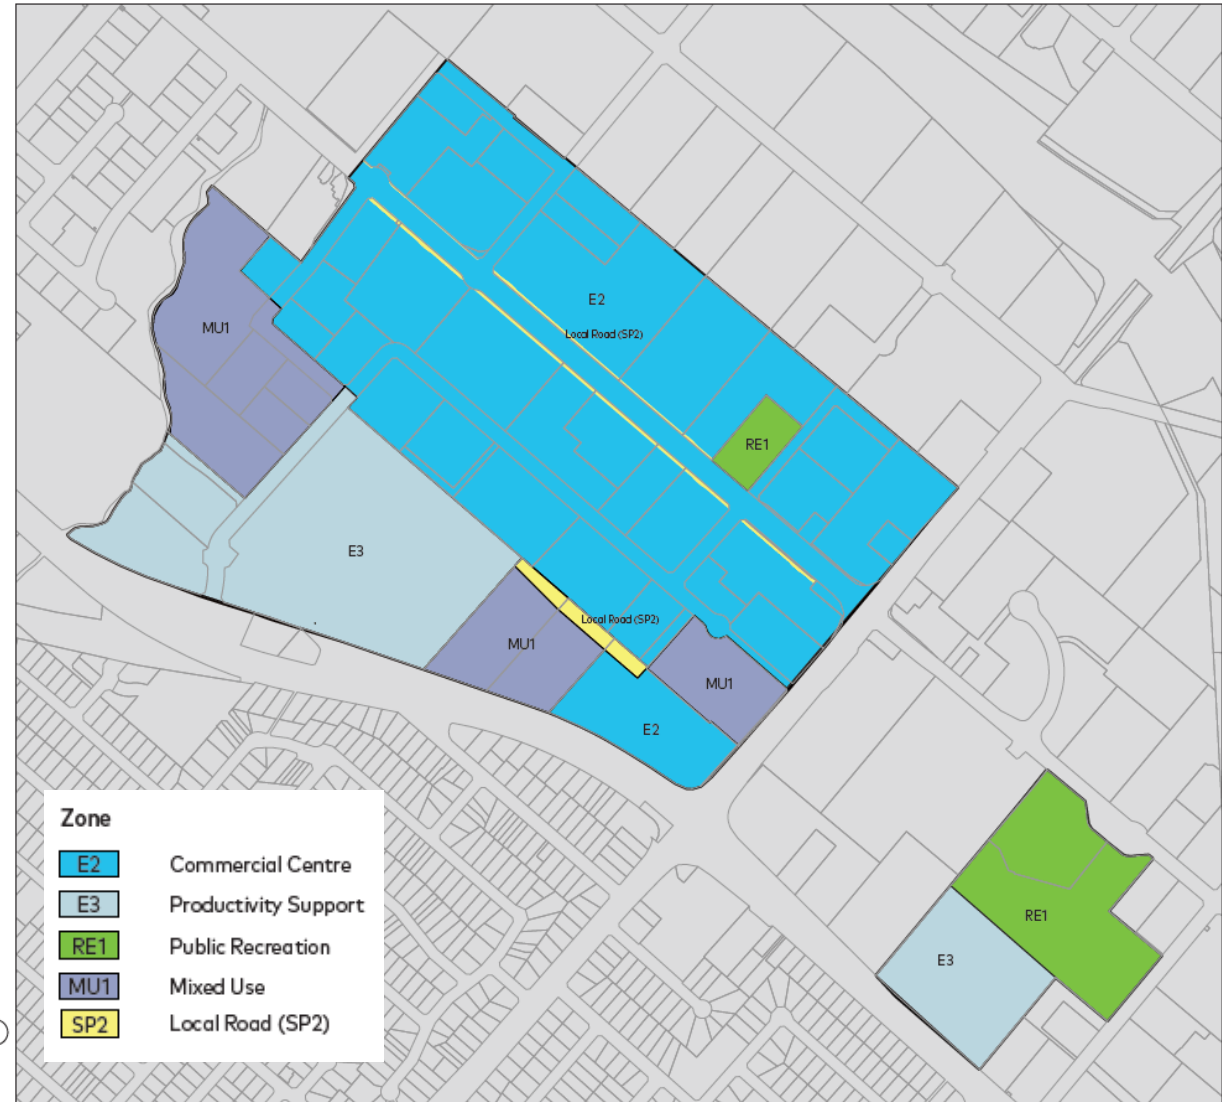 E2
Local Road (SP2)
MU1
RE1
E3
Local Road (SP2)
MU1
MU1
E2
RE1
E3
Zone
E2 Commercial Centre
E3 Productivity Support
RE1 Public Recreation
MU1 Mixed Use
SP2 Local Road (SP2)